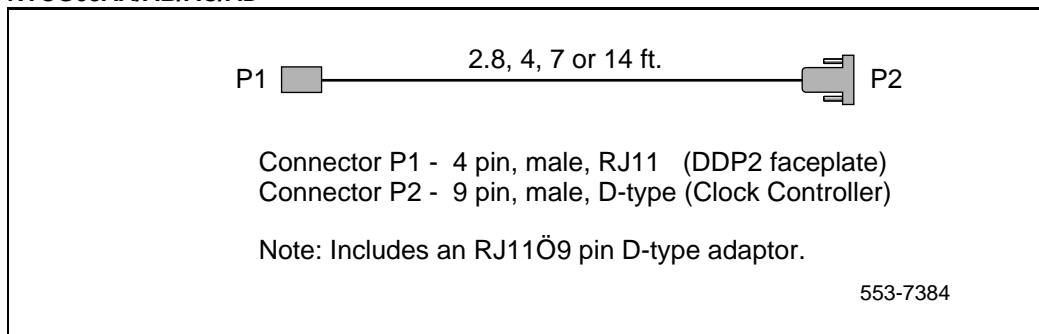 2.8, 4, 7 or 14 ft.
P1 P2
Connector P1 - 4 pin, male, RJ11 (DDP2 faceplate)
Connector P2 - 9 pin, male, D-type (Clock Controller)
Note: Includes an RJ11Ö9 pin D-type adaptor.
553-7384